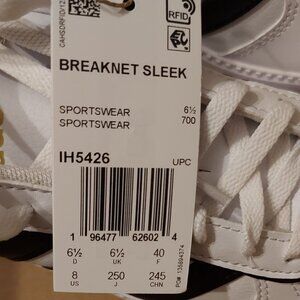 RFID
BREAKNET SLEEK
SPORTSWEAR 6½
SPORTSWEAR 700
IH5426
UPC
1 96477 62602 4
6½ 6½ 40
D UK F
8 250 245
US J CHN